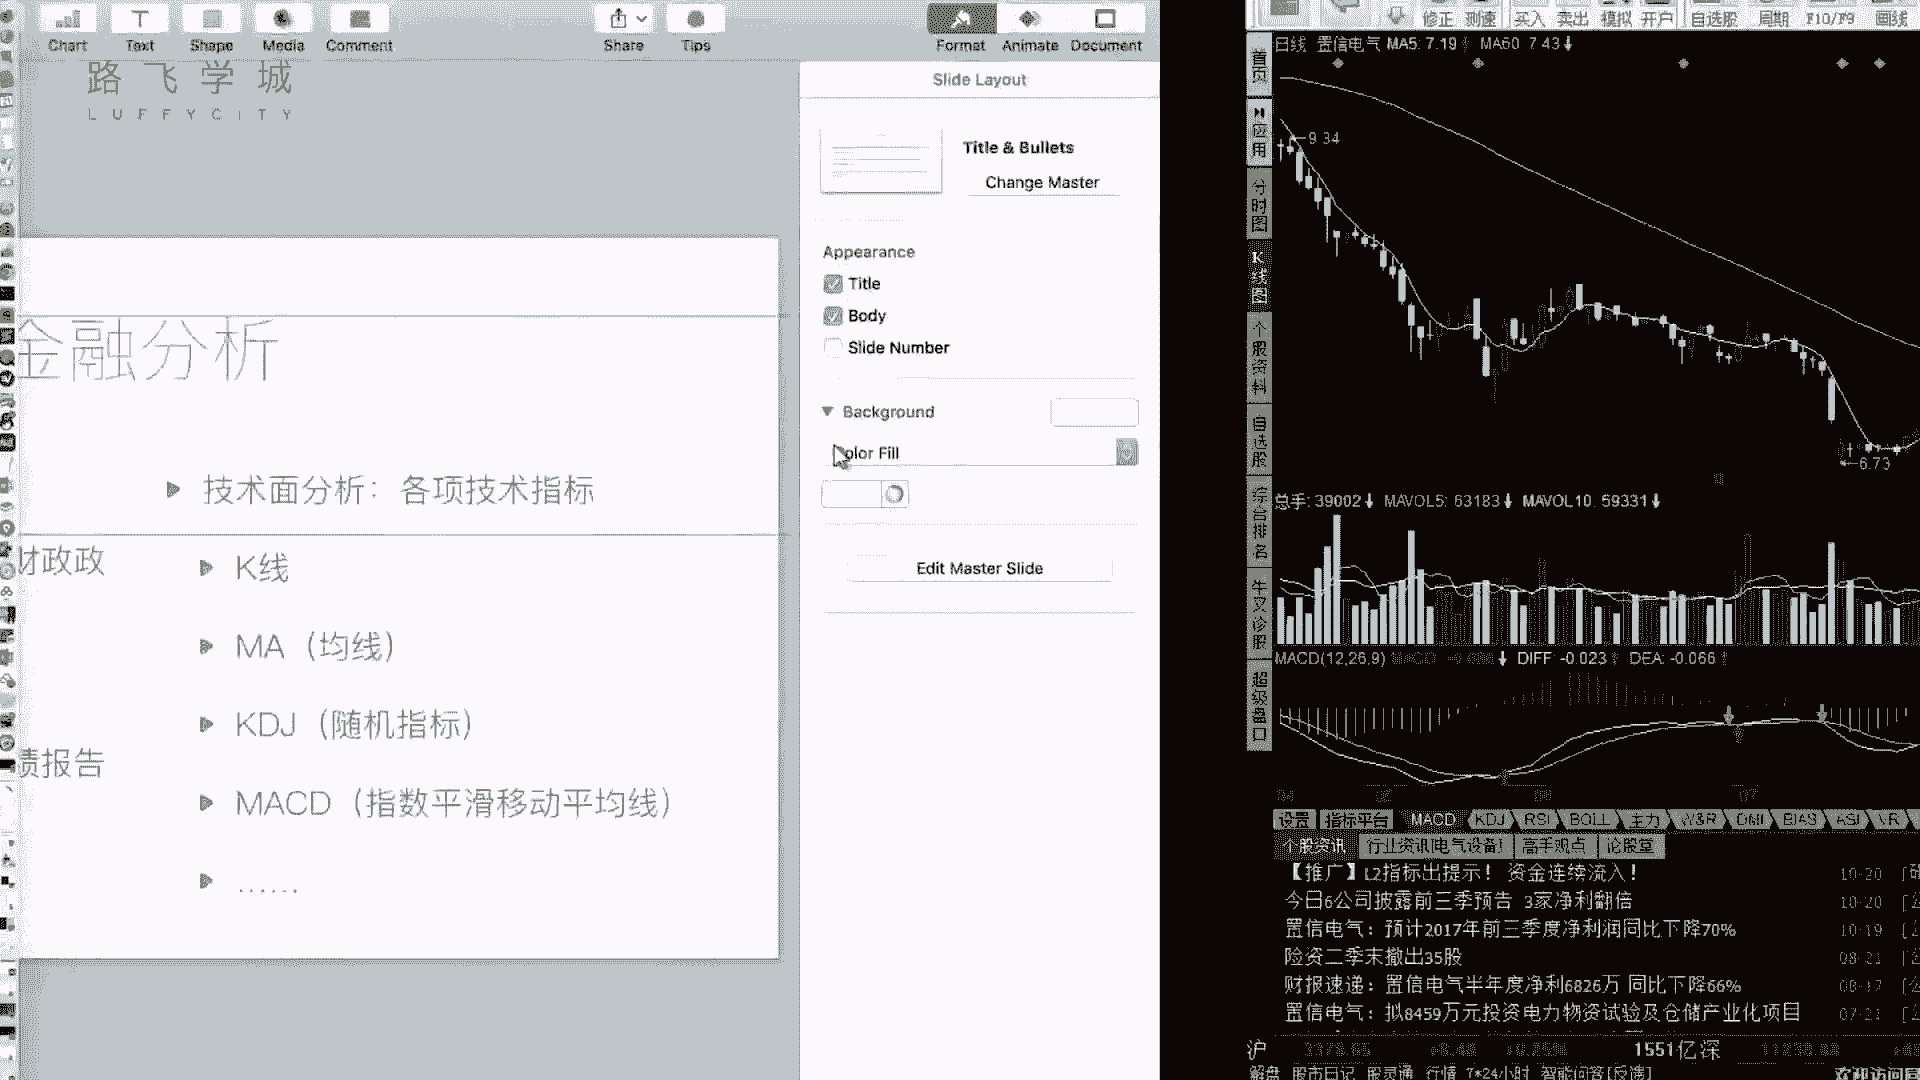 Chart Text Shape Media Comment Share Tips Format Animate Document
路飞学城
LUFFYCITY
金融分析
技术面分析：各项技术指标
财政政
K线
MA（均线）
KDJ（随机指标）
绩报告
MACD（指数平滑移动平均线）
......
Slide Layout
Title & Bullets
Change Master
Appearance
Title
Body
Slide Number
Background
Color Fill
Edit Master Slide
修正 测速 买入 卖出 模拟 开户 自选股 周期 F10/F9 画线
首页
应用
分时图
K线图
个股资料
自选股
综合排名
牛叉诊股
超级盘口
日线 置信电气 MA5: 7.19 MA60 7.43
9.34
6.73
总手: 39002 MAVOL5: 63183 MAVOL10: 59331
MACD(12,26,9) DIFF: -0.023 DEA: -0.066
设置 指标平台 MACD KDJ RSI BOLL 主力 W&R DMI BIAS ASI VR
个股资讯 行业资讯[电气设备] 高手观点 论股堂
【推广】L2指标出提示！ 资金连续流入！ 10-20
今日6公司披露前三季预告 3家净利翻倍 10-20
置信电气：预计2017年前三季度净利润同比下降70% 10-19
险资二季末撤出35股 08-21
财报速递：置信电气半年度净利6826万 同比下降66% 08-17
置信电气：拟8459万元投资电力物资试验及仓储产业化项目 07-21
沪 1551亿 深
解盘 股市日记 股灵通 行情 7*24小时 智能问答[反馈]